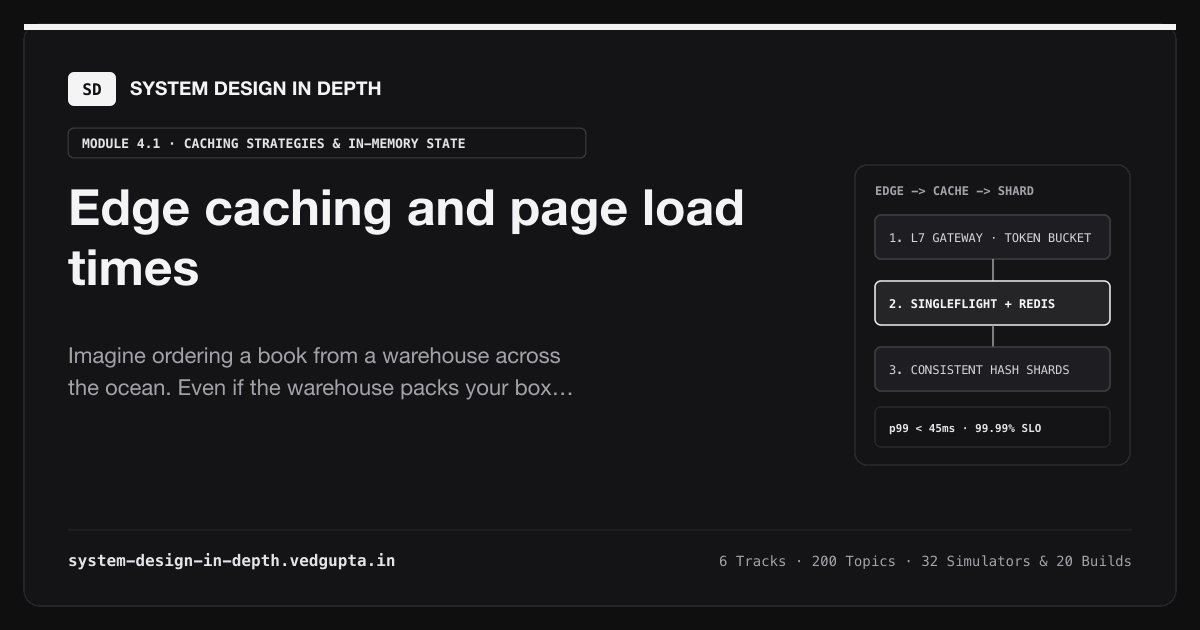 SD SYSTEM DESIGN IN DEPTH
MODULE 4.1 · CACHING STRATEGIES & IN-MEMORY STATE
Edge caching and page load
times
Imagine ordering a book from a warehouse across
the ocean. Even if the warehouse packs your box…
EDGE -> CACHE -> SHARD
1. L7 GATEWAY · TOKEN BUCKET
2. SINGLEFLIGHT + REDIS
3. CONSISTENT HASH SHARDS
p99 < 45ms · 99.99% SLO
system-design-in-depth.vedgupta.in
6 Tracks · 200 Topics · 32 Simulators & 20 Builds